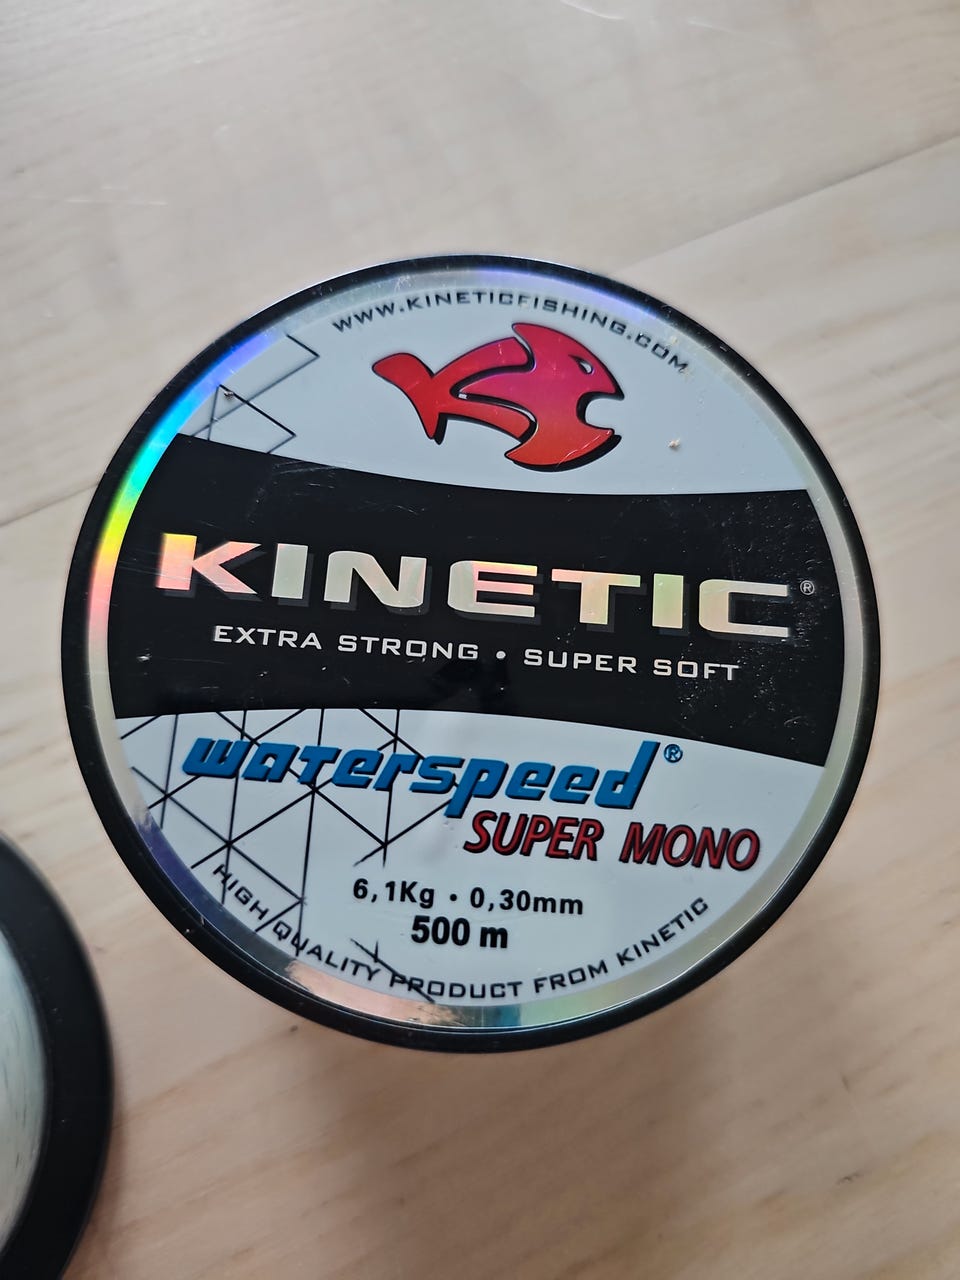 WWW.KINETICFISHING.COM
KINETIC®
EXTRA STRONG • SUPER SOFT
waterspeed®
SUPER MONO
6,1Kg • 0,30mm
500 m
HIGH QUALITY PRODUCT FROM KINETIC